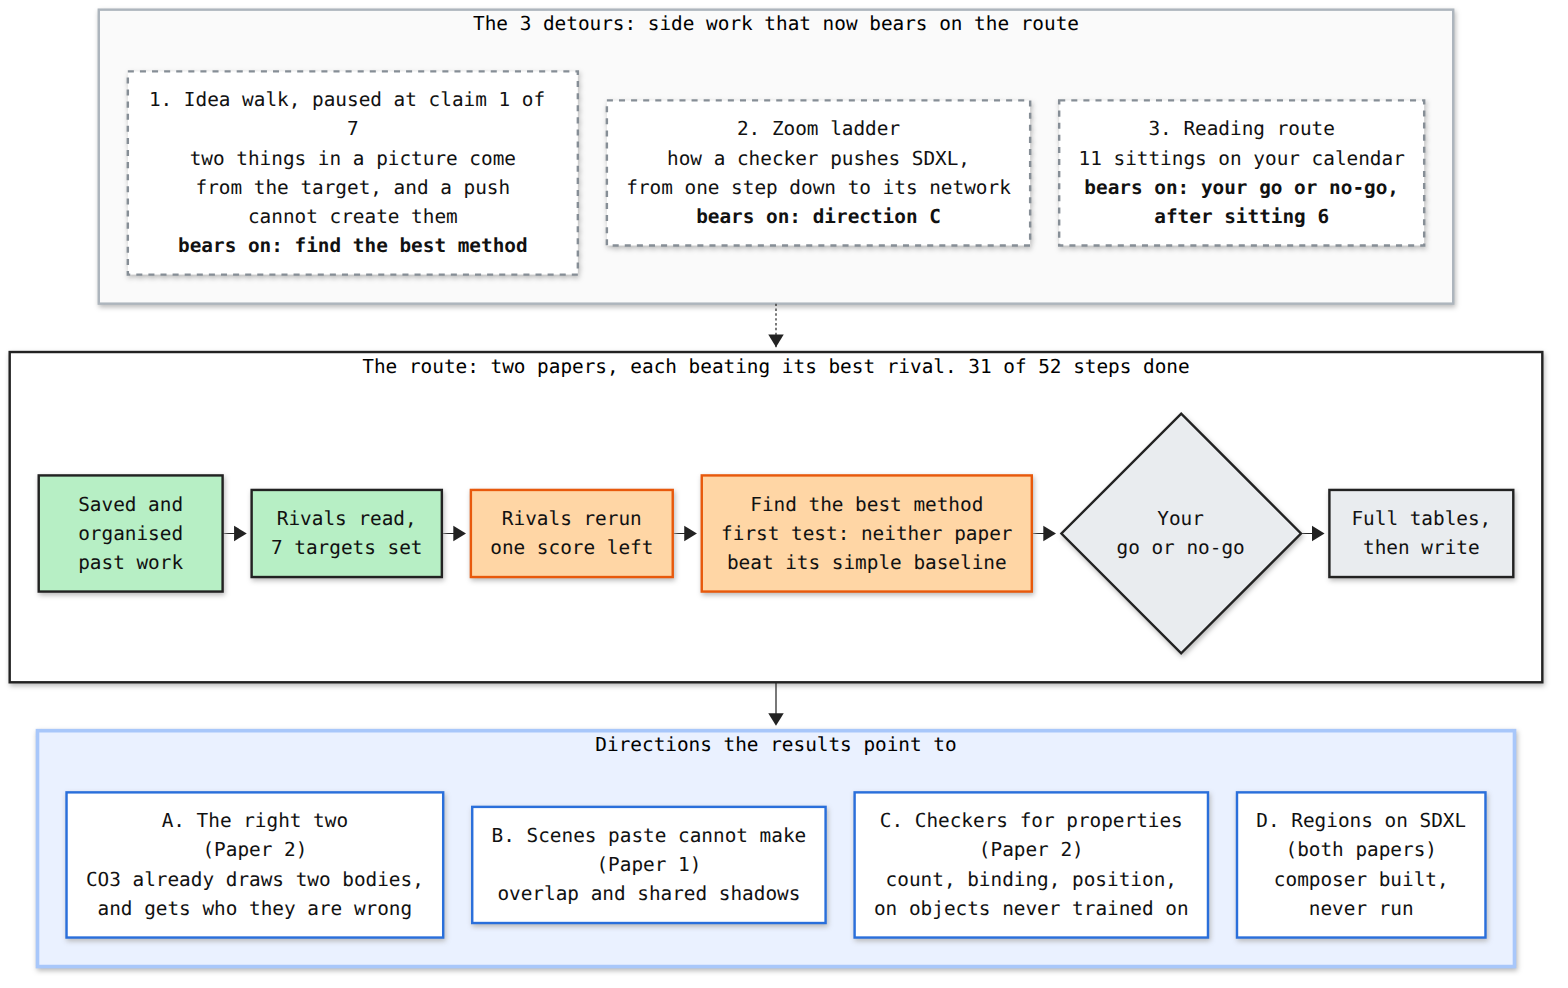 The 3 detours: side work that now bears on the route
1. Idea walk, paused at claim 1 of
7
two things in a picture come
from the target, and a push
cannot create them
bears on: find the best method
2. Zoom ladder
how a checker pushes SDXL,
from one step down to its network
bears on: direction C
3. Reading route
11 sittings on your calendar
bears on: your go or no-go,
after sitting 6
The route: two papers, each beating its best rival. 31 of 52 steps done
Saved and
organised
past work
Rivals read,
7 targets set
Rivals rerun
one score left
Find the best method
first test: neither paper
beat its simple baseline
Your
go or no-go
Full tables,
then write
Directions the results point to
A. The right two
(Paper 2)
CO3 already draws two bodies,
and gets who they are wrong
B. Scenes paste cannot make
(Paper 1)
overlap and shared shadows
C. Checkers for properties
(Paper 2)
count, binding, position,
on objects never trained on
D. Regions on SDXL
(both papers)
composer built,
never run